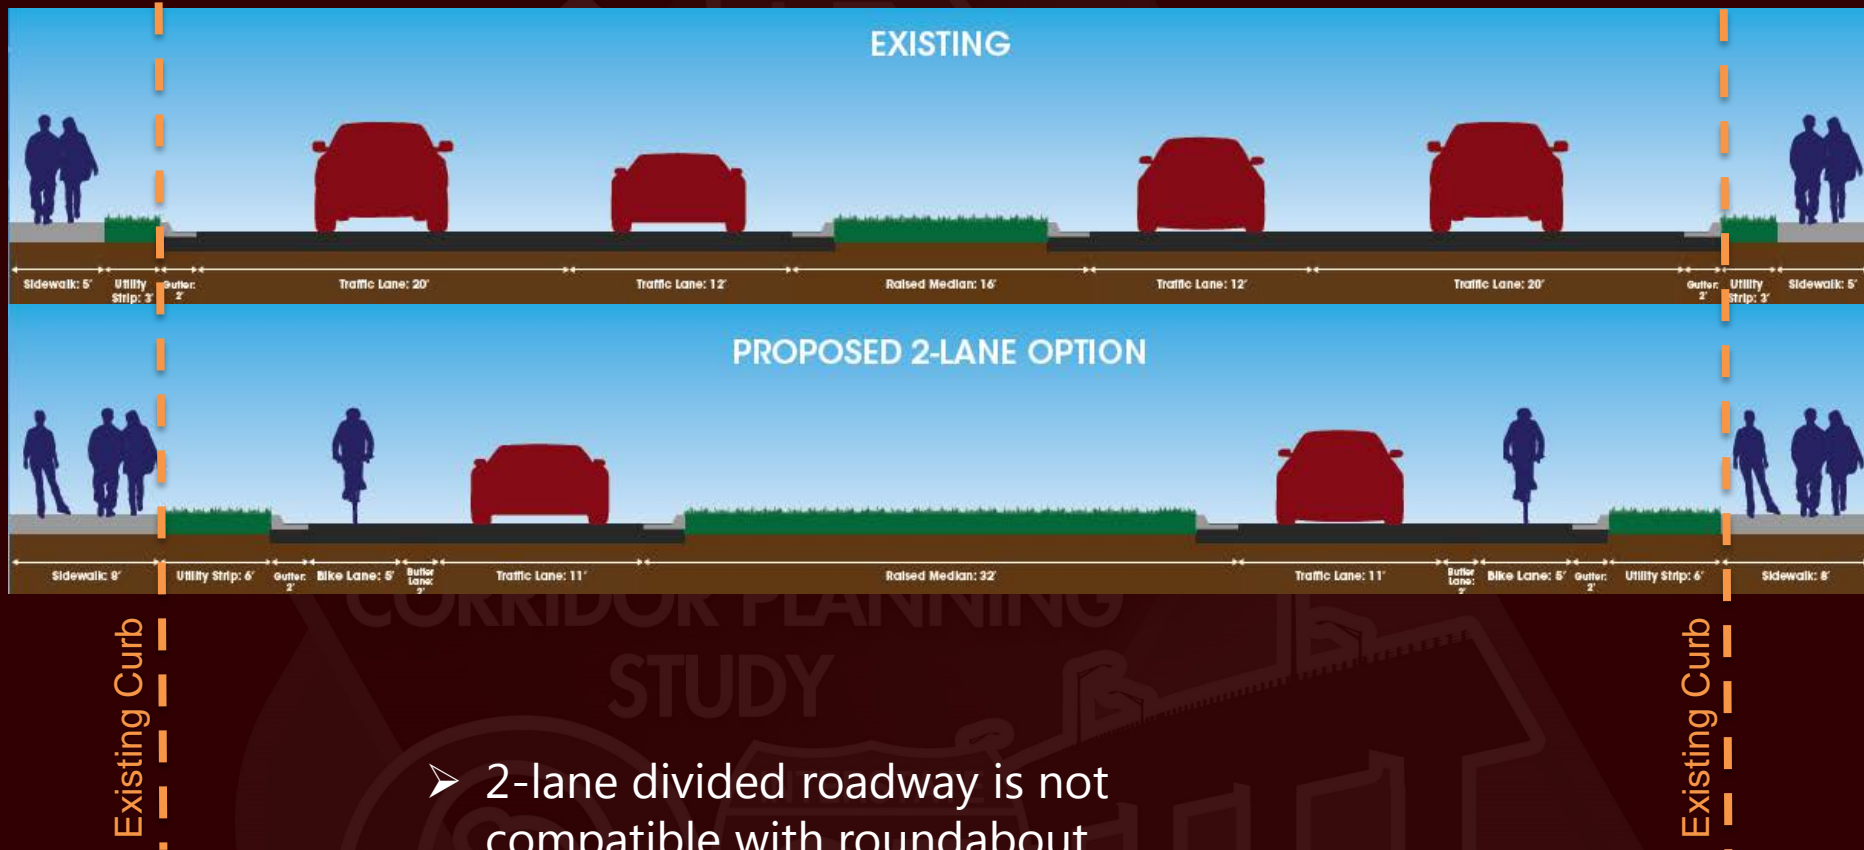 EXISTING
Sidewalk: 5'
Utility
Strip: 3'
Gutter:
2'
Traffic Lane: 20'
Traffic Lane: 12'
Raised Median: 16'
Traffic Lane: 12'
Traffic Lane: 20'
Gutter:
2'
Utility
Strip: 3'
Sidewalk: 5'
PROPOSED 2-LANE OPTION
Sidewalk: 8'
Utility Strip: 6'
Gutter:
2'
Bike Lane: 5'
Buffer
Lane:
2'
Traffic Lane: 11'
Raised Median: 32'
Traffic Lane: 11'
Buffer
Lane:
2'
Bike Lane: 5'
Gutter:
2'
Utility Strip: 6'
Sidewalk: 8'
Existing Curb
Existing Curb
CORRIDOR PLANNING
STUDY
INTERSTATE
➢ 2-lane divided roadway is not
compatible with roundabout